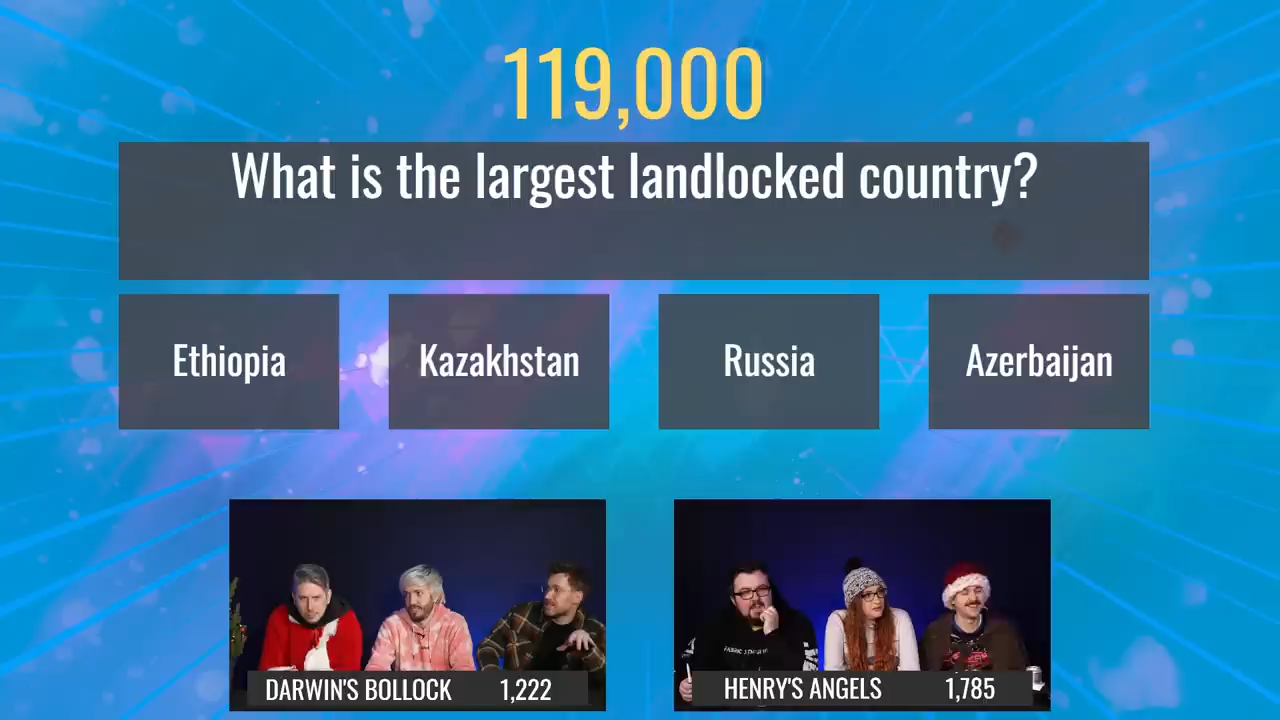 119,000
What is the largest landlocked country?
Ethiopia
Kazakhstan
Russia
Azerbaijan
DARWIN'S BOLLOCK 1,222
HENRY'S ANGELS 1,785